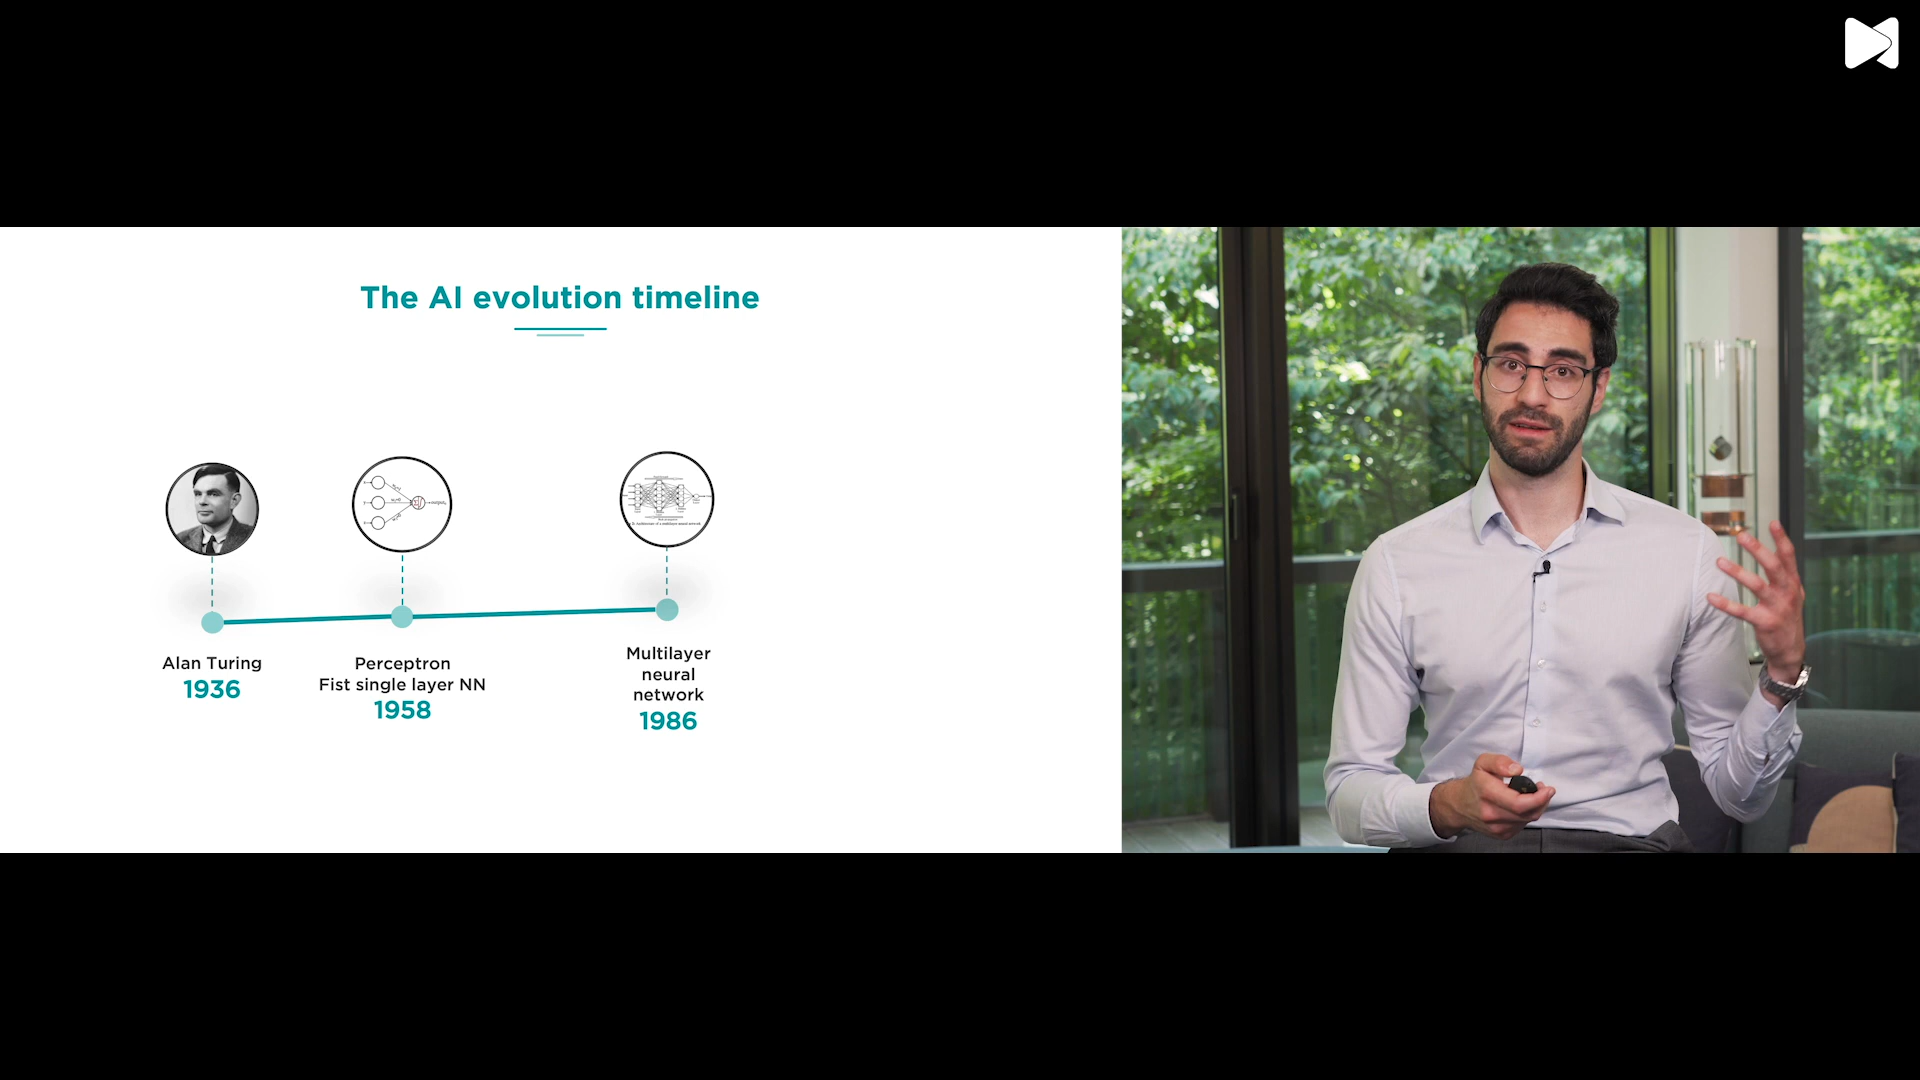 The AI evolution timeline
Alan Turing
1936
Perceptron
Fist single layer NN
1958
Multilayer
neural
network
1986